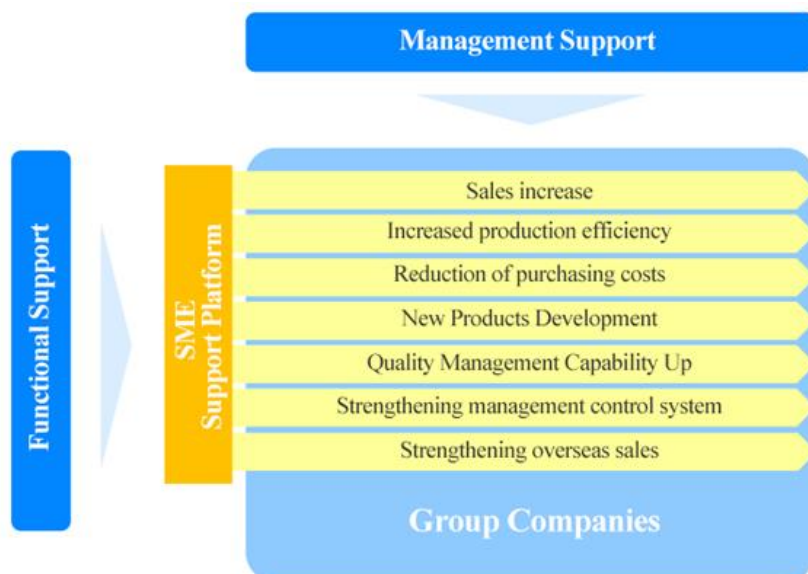 Management Support
Functional Support
SME
Support Platform
Sales increase
Increased production efficiency
Reduction of purchasing costs
New Products Development
Quality Management Capability Up
Strengthening management control system
Strengthening overseas sales
Group Companies